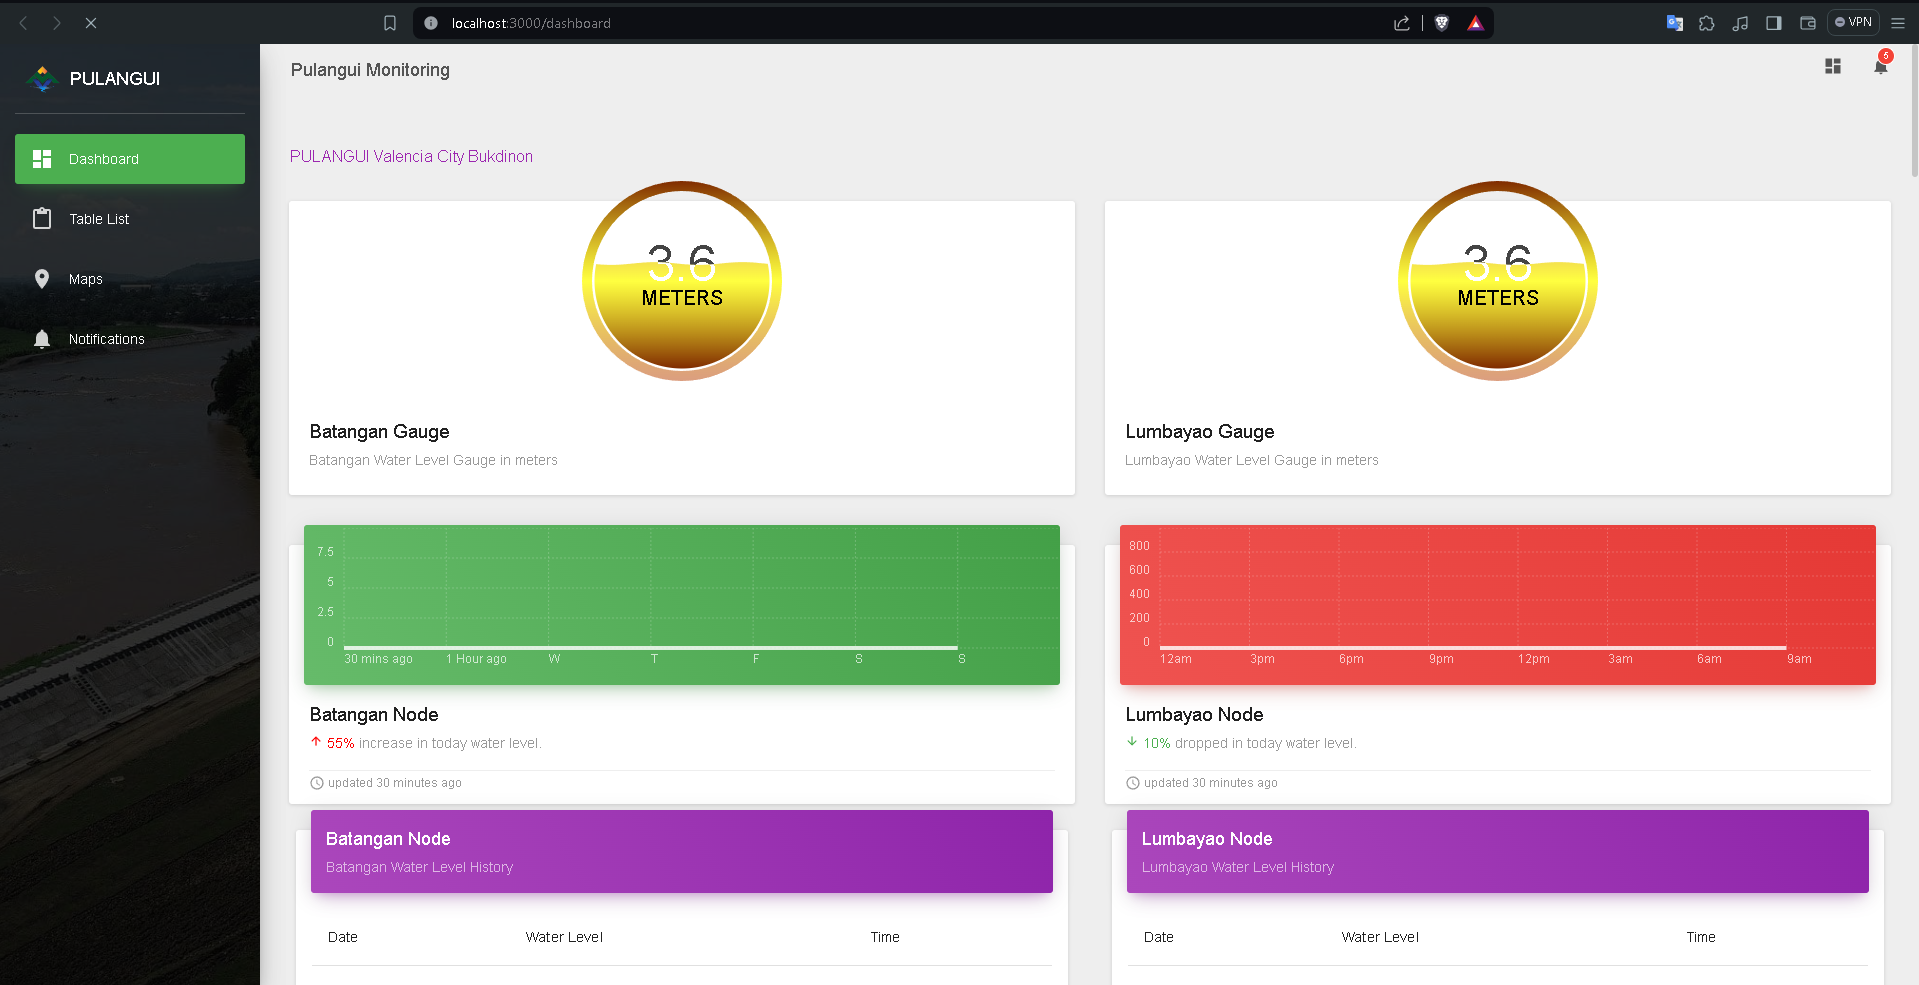 localhost:3000/dashboard
VPN
PULANGUI
Dashboard
Table List
Maps
Notifications
Pulangui Monitoring
5
PULANGUI Valencia City Bukdinon
3.6
METERS
Batangan Gauge
Batangan Water Level Gauge in meters
3.6
METERS
Lumbayao Gauge
Lumbayao Water Level Gauge in meters
7.5
5
2.5
0
30 mins ago 1 Hour ago W T F S S
Batangan Node
55% increase in today water level.
updated 30 minutes ago
800
600
400
200
0
12am 3pm 6pm 9pm 12pm 3am 6am 9am
Lumbayao Node
10% dropped in today water level.
updated 30 minutes ago
Batangan Node
Batangan Water Level History
Date Water Level Time
Lumbayao Node
Lumbayao Water Level History
Date Water Level Time